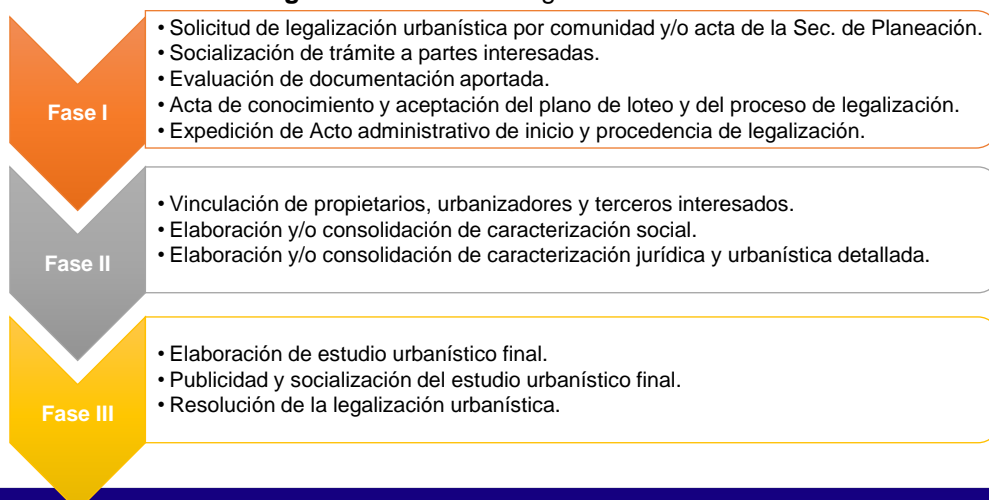 Fase I
• Solicitud de legalización urbanística por comunidad y/o acta de la Sec. de Planeación.
• Socialización de trámite a partes interesadas.
• Evaluación de documentación aportada.
• Acta de conocimiento y aceptación del plano de loteo y del proceso de legalización.
• Expedición de Acto administrativo de inicio y procedencia de legalización.
Fase II
• Vinculación de propietarios, urbanizadores y terceros interesados.
• Elaboración y/o consolidación de caracterización social.
• Elaboración y/o consolidación de caracterización jurídica y urbanística detallada.
Fase III
• Elaboración de estudio urbanístico final.
• Publicidad y socialización del estudio urbanístico final.
• Resolución de la legalización urbanística.